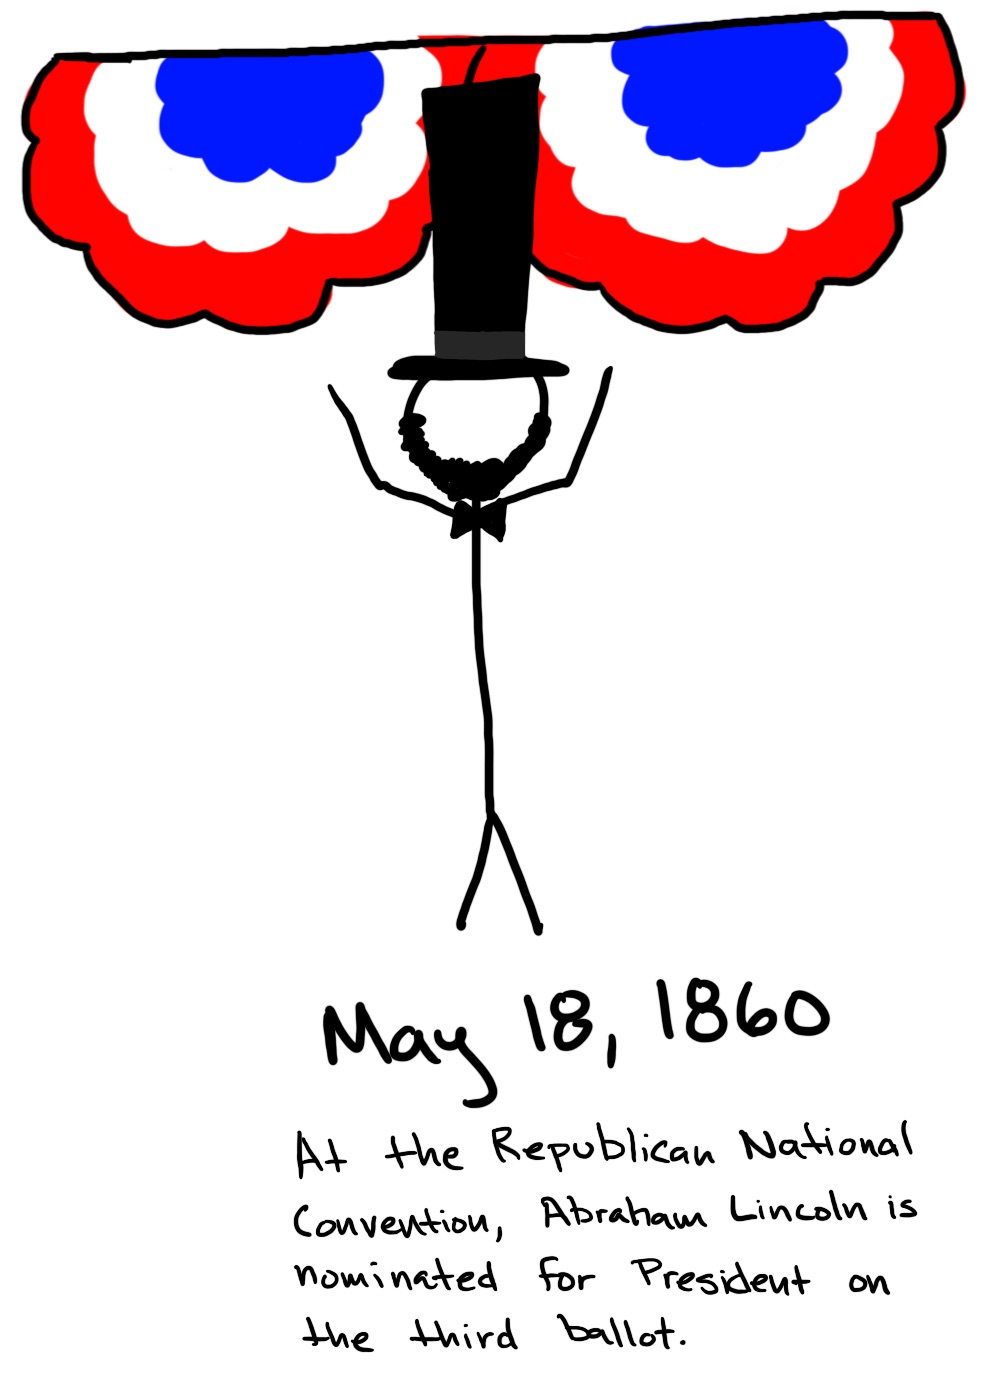 May 18, 1860
At the Republican National
Convention, Abraham Lincoln is
nominated for President on
the third ballot.